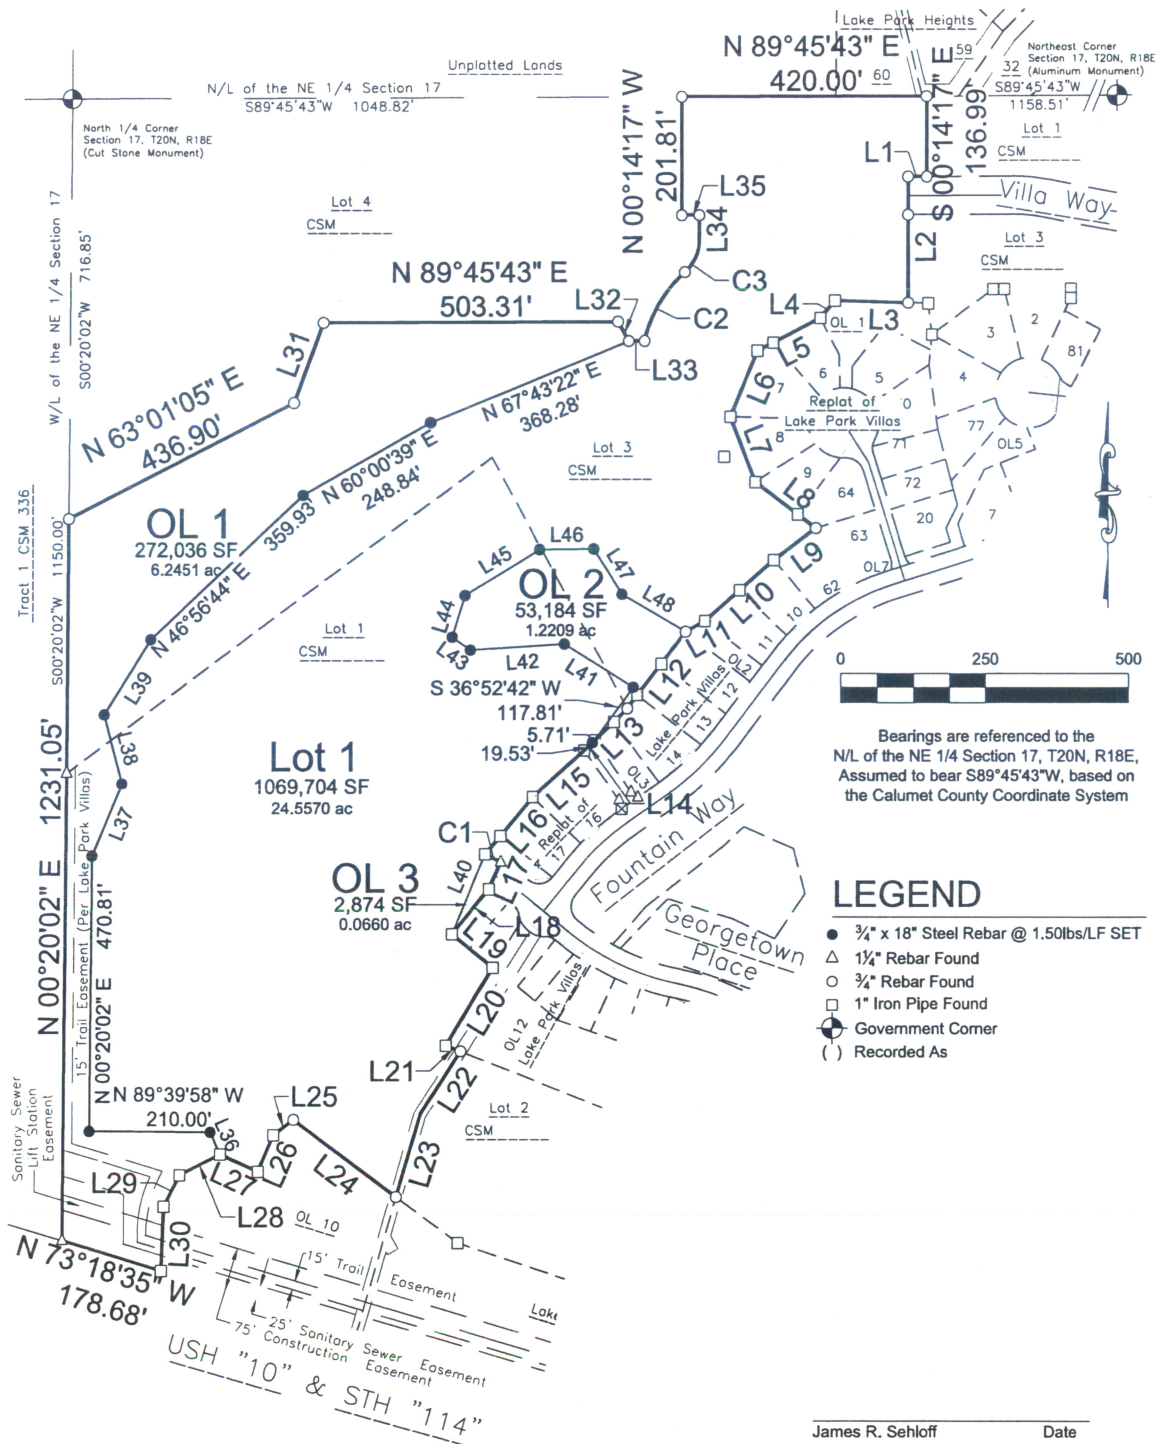 Lake Park Heights
N 89°45'43" E
420.00'
60
59
32
Northeast Corner
Section 17, T20N, R18E
(Aluminum Monument)
S89°45'43"W
1158.51'
Unplatted Lands
N/L of the NE 1/4 Section 17
S89°45'43"W 1048.82'
North 1/4 Corner
Section 17, T20N, R18E
(Cut Stone Monument)
N 00°14'17" W
201.81'
S 00°14'17" E
136.99'
Lot 1
CSM
L1
Villa Way
L35
L34
L2
Lot 3
CSM
Lot 4
CSM
W/L of the NE 1/4 Section 17
S00°20'02"W 716.85'
N 89°45'43" E
503.31'
L32
C3
C2
L33
L4
L3
OL 1
L5
L6
L7
L8
L9
3
2
81
6
7
5
4
0
Replat of
Lake Park Villas
8
71
77
OL5
9
64
72
20
7
63
OL7
62
L31
N 63°01'05" E
436.90'
N 67°43'22" E
368.28'
Lot 3
CSM
N 60°00'39" E
248.84'
OL 1
272,036 SF
6.2451 ac
359.93'
N 46°56'44" E
Tract 1 CSM 336
S00°20'02"W 1150.00'
L46
L45
L47
OL 2
53,184 SF
1.2209 ac
L48
L44
L43
L42
L41
L10
L11
L12
10
11
OL2
12
13
14
Lake Park Villas
Lot 1
CSM
S 36°52'42" W
117.81'
5.71'
19.53'
L13
OL3
L14
L39
L38
L37
Lot 1
1069,704 SF
24.5570 ac
L15
L16
Replat of
16
17
C1
L17
L40
OL 3
2,874 SF
0.0660 ac
L18
L19
Fountain Way
Georgetown
Place
0 250 500
Bearings are referenced to the
N/L of the NE 1/4 Section 17, T20N, R18E,
Assumed to bear S89°45'43"W, based on
the Calumet County Coordinate System
LEGEND
3/4" x 18" Steel Rebar @ 1.50lbs/LF SET
1¼" Rebar Found
3/4" Rebar Found
1" Iron Pipe Found
Government Corner
( ) Recorded As
N 00°20'02" E 1231.05'
15' Trail Easement (Per Lake Park Villas)
N 00°20'02" E 470.81'
L20
L21
L22
L23
OL12
Lake Park Villas
Lot 2
CSM
Sanitary Sewer
Lift Station
Easement
N 89°39'58" W
210.00'
L25
L36
L26
L24
L27
L28
L29
L30
OL 10
N 73°18'35" W
178.68'
15' Trail Easement
Lake
25' Sanitary Sewer Easement
75' Construction Easement
USH "10" & STH "114"
James R. Sehloff Date